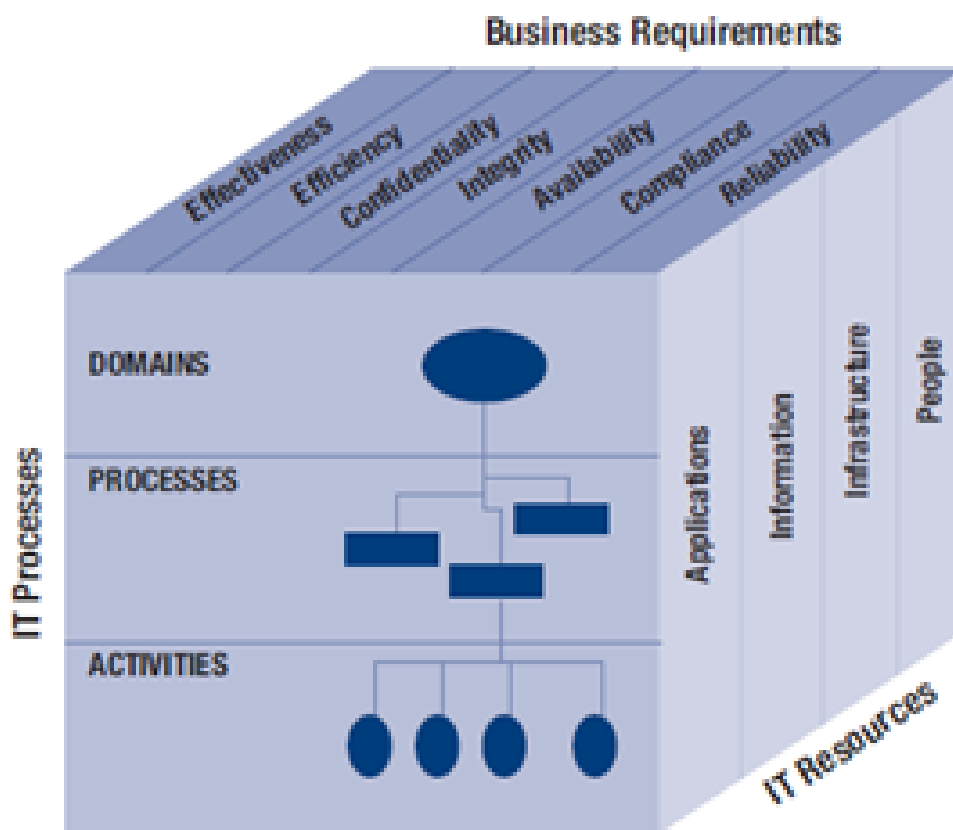 Business Requirements
Effectiveness
Efficiency
Confidentiality
Integrity
Availability
Compliance
Reliability
IT Processes
DOMAINS
PROCESSES
ACTIVITIES
Applications
Information
Infrastructure
People
IT Resources